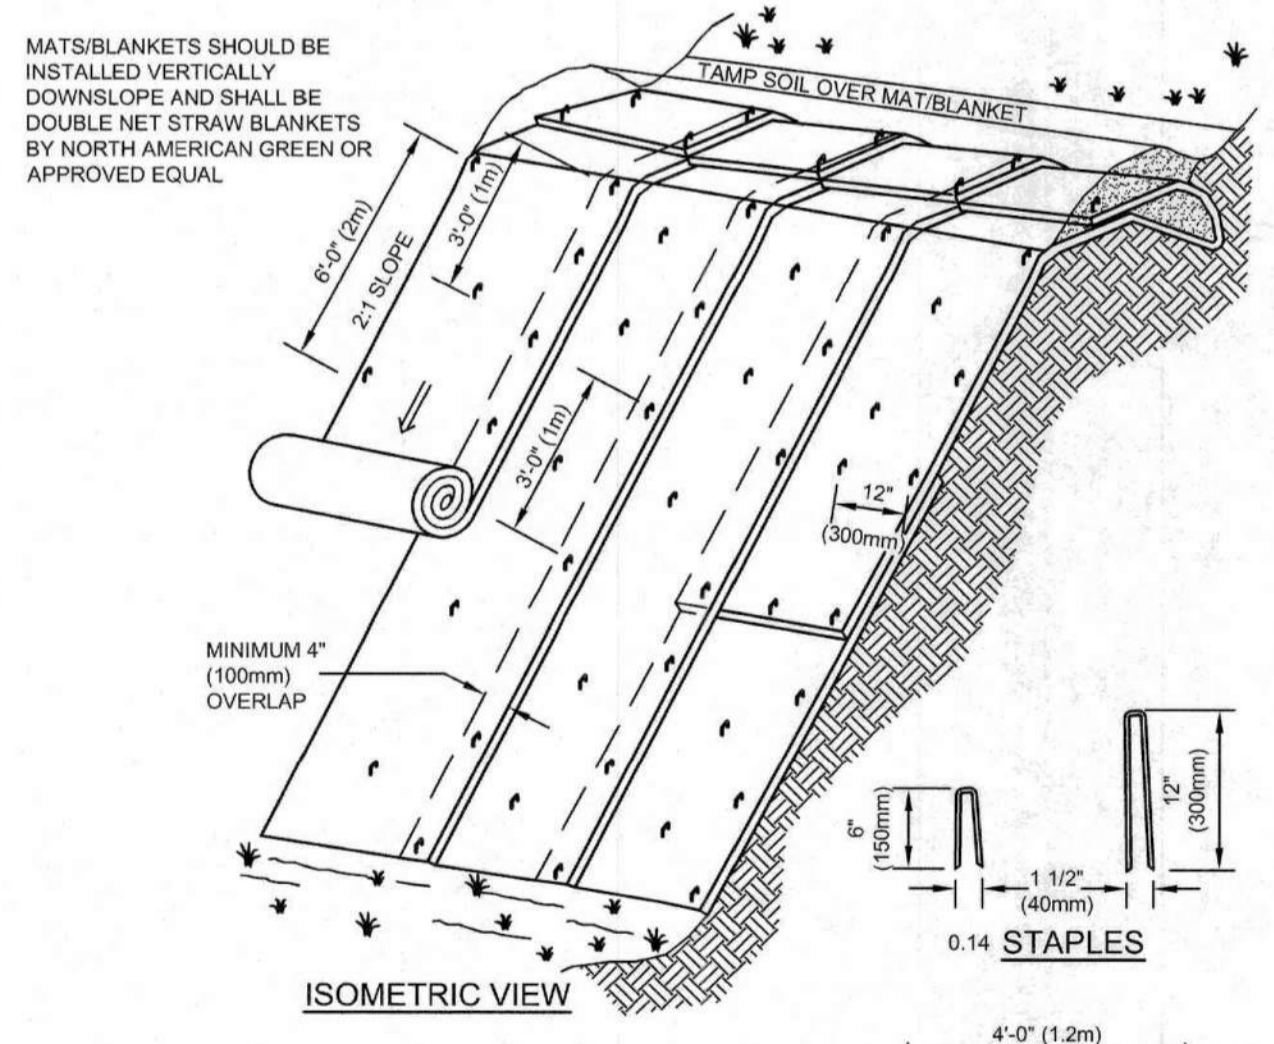 MATS/BLANKETS SHOULD BE
INSTALLED VERTICALLY
DOWNSLOPE AND SHALL BE
DOUBLE NET STRAW BLANKETS
BY NORTH AMERICAN GREEN OR
APPROVED EQUAL
TAMP SOIL OVER MAT/BLANKET
6'-0" (2m)
3'-0" (1m)
2:1 SLOPE
3'-0" (1m)
12"
(300mm)
MINIMUM 4"
(100mm)
OVERLAP
6"
(150mm)
12"
(300mm)
1 1/2"
(40mm)
0.14 STAPLES
ISOMETRIC VIEW
4'-0" (1.2m)